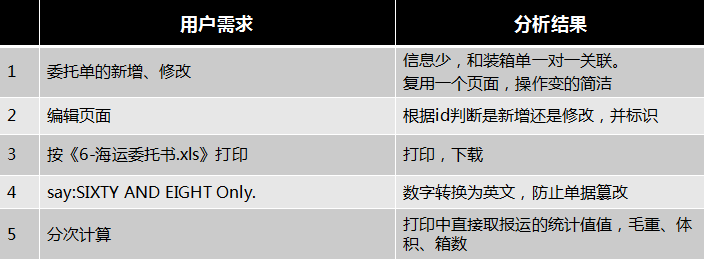 用户需求 分析结果
1 委托单的新增、修改 信息少，和装箱单一对一关联。
复用一个页面，操作变的简洁
2 编辑页面 根据id判断是新增还是修改，并标识
3 按《6-海运委托书.xls》打印 打印，下载
4 say:SIXTY AND EIGHT Only. 数字转换为英文，防止单据篡改
5 分次计算 打印中直接取报运的统计值值，毛重、体
积、箱数